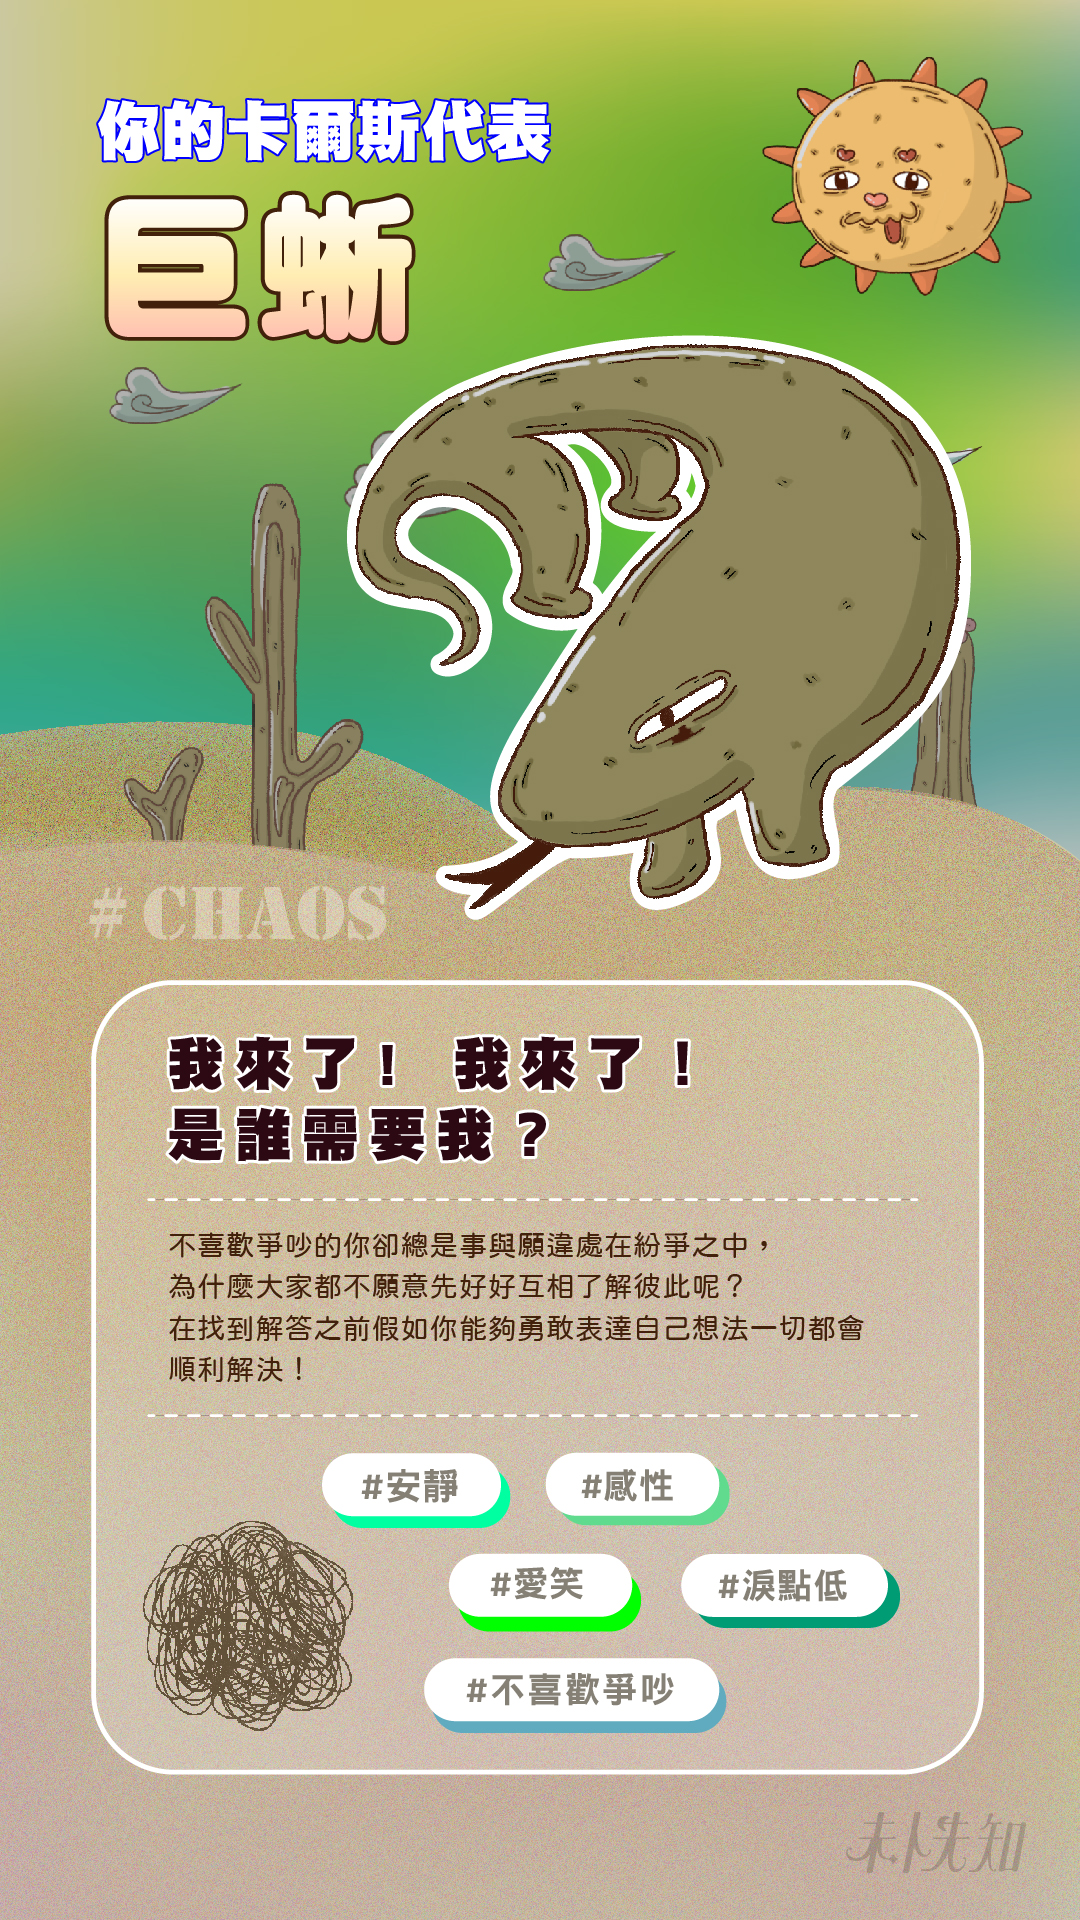 你的卡爾斯代表
巨蜥
#CHAOS
我來了! 我來了!
是誰需要我?
不喜歡爭吵的你卻總是事與願違處在紛爭之中，
為什麼大家都不願意先好好互相了解彼此呢？
在找到解答之前假如你能夠勇敢表達自己想法一切都會
順利解決！
#安靜 #感性
#愛笑 #淚點低
#不喜歡爭吵
未卜先知